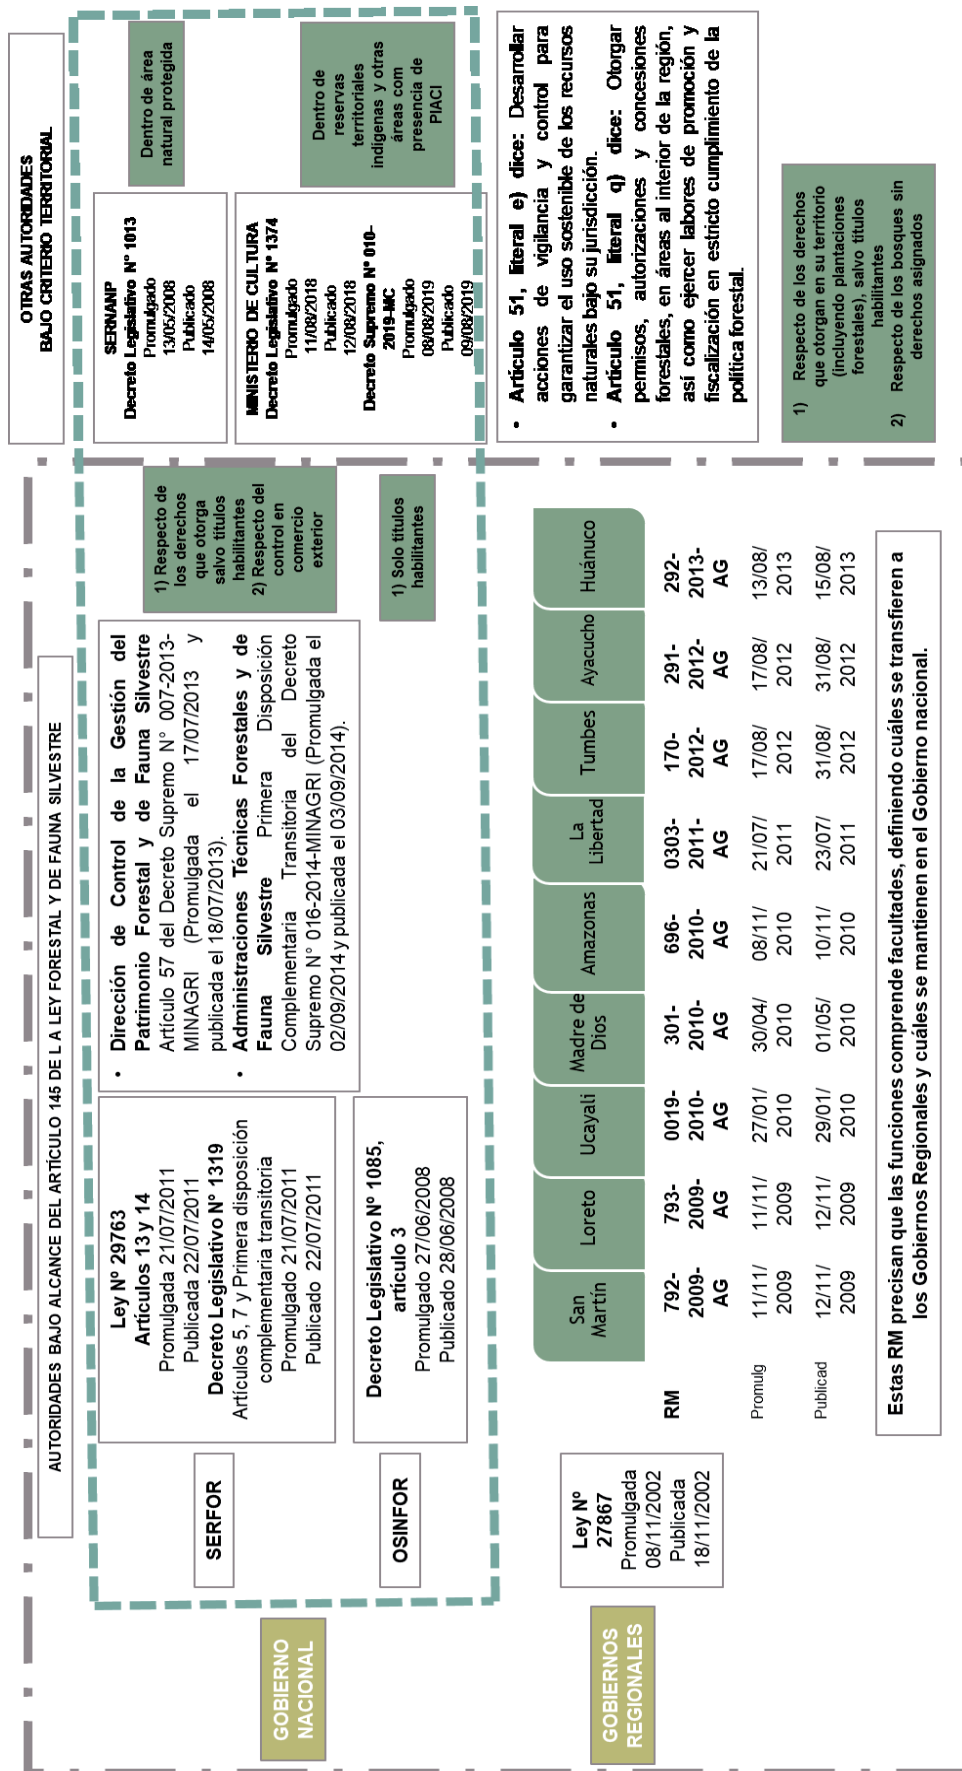 AUTORIDADES BAJO ALCANCE DEL ARTÍCULO 145 DE LA LEY FORESTAL Y DE FAUNA SILVESTRE
OTRAS AUTORIDADES
BAJO CRITERIO TERRITORIAL
GOBIERNO
NACIONAL
SERFOR
Ley Nº 29763
Artículos 13 y 14
Promulgada 21/07/2011
Publicada 22/07/2011
Decreto Legislativo N° 1319
Artículos 5, 7 y Primera disposición
complementaria transitoria
Promulgado 21/07/2011
Publicado 22/07/2011
• Dirección de Control de la Gestión del
Patrimonio Forestal y de Fauna Silvestre
Artículo 57 del Decreto Supremo N° 007-2013-
MINAGRI (Promulgada el 17/07/2013 y
publicada el 18/07/2013).
• Administraciones Técnicas Forestales y de
Fauna Silvestre Primera Disposición
Complementaria Transitoria del Decreto
Supremo N° 016-2014-MINAGRI (Promulgada el
02/09/2014 y publicada el 03/09/2014).
1) Respecto de
los derechos
que otorga
salvo títulos
habilitantes
2) Respecto del
control en
comercio
exterior
OSINFOR
Decreto Legislativo N° 1085,
artículo 3
Promulgado 27/06/2008
Publicado 28/06/2008
1) Solo títulos
habilitantes
SERNANP
Decreto Legislativo N° 1013
Promulgado
13/05/2008
Publicado
14/05/2008
Dentro de área
natural protegida
MINISTERIO DE CULTURA
Decreto Legislativo N° 1374
Promulgado
11/08/2018
Publicado
12/08/2018
Decreto Supremo N° 010-
2019-MC
Promulgado
08/08/2019
Publicado
09/08/2019
Dentro de
reservas
territoriales
indígenas y otras
áreas com
presencia de
PIACI
GOBIERNOS
REGIONALES
Ley Nº
27867
Promulgada
08/11/2002
Publicada
18/11/2002
San
Martín
Loreto
Ucayali
Madre de
Dios
Amazonas
La
Libertad
Tumbes
Ayacucho
Huánuco
RM
792-
2009-
AG
793-
2009-
AG
0019-
2010-
AG
301-
2010-
AG
696-
2010-
AG
0303-
2011-
AG
170-
2012-
AG
291-
2012-
AG
292-
2013-
AG
Promulg
11/11/
2009
11/11/
2009
27/01/
2010
30/04/
2010
08/11/
2010
21/07/
2011
17/08/
2012
17/08/
2012
13/08/
2013
Publicad
12/11/
2009
12/11/
2009
29/01/
2010
01/05/
2010
10/11/
2010
23/07/
2011
31/08/
2012
31/08/
2012
15/08/
2013
Estas RM precisan que las funciones comprende facultades, definiendo cuáles se transfieren a
los Gobiernos Regionales y cuáles se mantienen en el Gobierno nacional.
• Artículo 51, literal e) dice: Desarrollar
acciones de vigilancia y control para
garantizar el uso sostenible de los recursos
naturales bajo su jurisdicción.
• Artículo 51, literal q) dice: Otorgar
permisos, autorizaciones y concesiones
forestales, en áreas al interior de la región,
así como ejercer labores de promoción y
fiscalización en estricto cumplimiento de la
política forestal.
1) Respecto de los derechos
que otorgan en su territorio
(incluyendo plantaciones
forestales), salvo títulos
habilitantes
2) Respecto de los bosques sin
derechos asignados